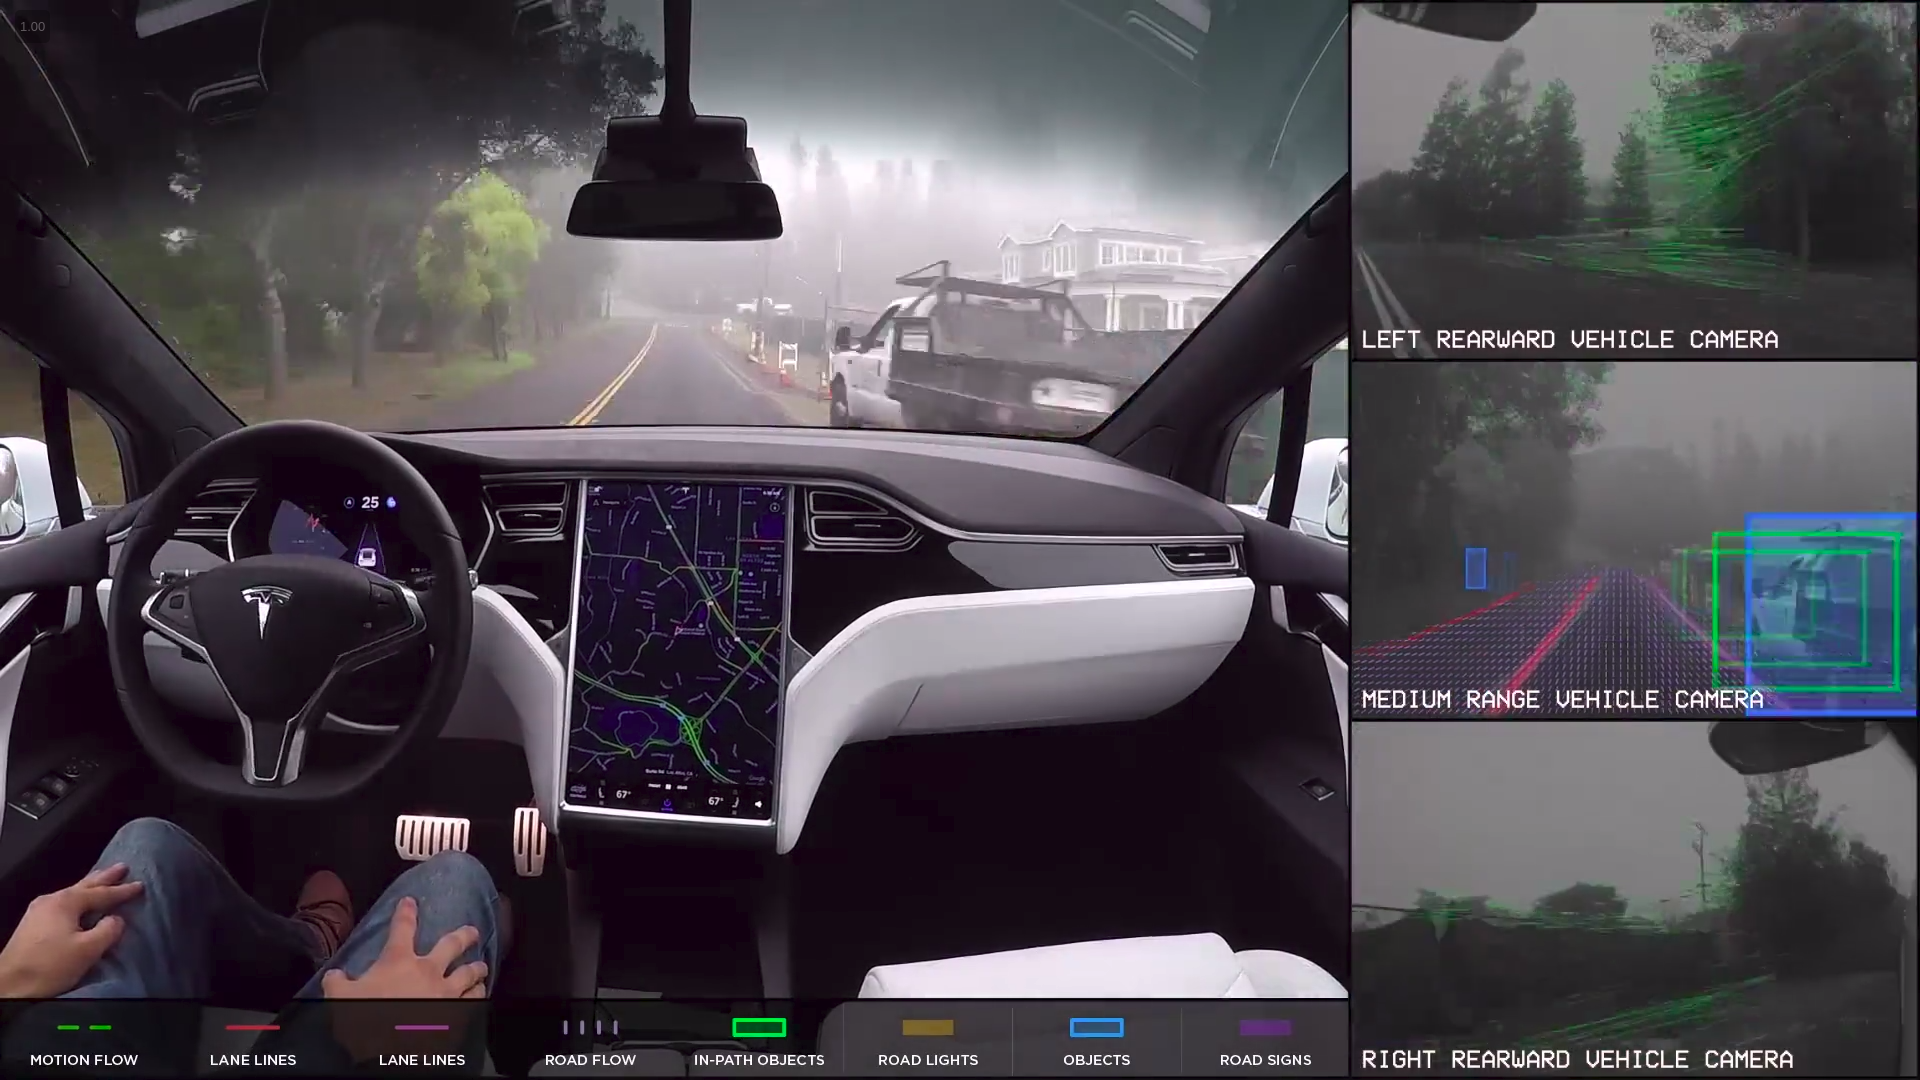 1.00
LEFT REARWARD VEHICLE CAMERA
25
MEDIUM RANGE VEHICLE CAMERA
67°
67°
RIGHT REARWARD VEHICLE CAMERA
MOTION FLOW
LANE LINES
LANE LINES
ROAD FLOW
IN-PATH OBJECTS
ROAD LIGHTS
OBJECTS
ROAD SIGNS